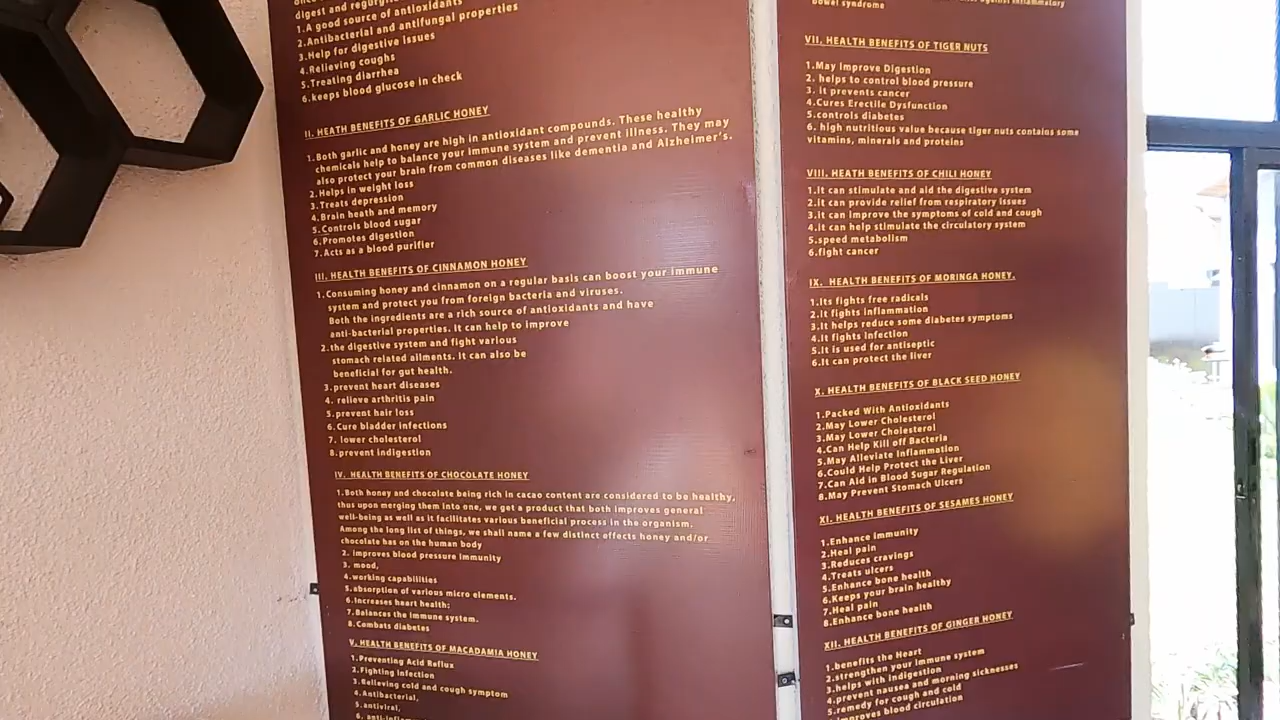 digest and
1.A good source of antioxidants
2.Antibacterial and antifungal properties
3.Help for digestive issues
4.Relieving coughs
5.Treating diarrhea
6.keeps blood glucose in check
II. HEATH BENEFITS OF GARLIC HONEY
1.Both garlic and honey are high in antioxidant compounds. These healthy
chemicals help to balance your immune system and prevent illness. They may
also protect your brain from common diseases like dementia and Alzheimer's.
2.Helps in weight loss
3.Treats depression
4.Brain heath and memory
5.Controls blood sugar
6.Promotes digestion
7.Acts as a blood purifier
III. HEALTH BENEFITS OF CINNAMON HONEY
1.Consuming honey and cinnamon on a regular basis can boost your immune
system and protect you from foreign bacteria and viruses.
Both the ingredients are a rich source of antioxidants and have
anti-bacterial properties. It can help to improve
2.the digestive system and fight various
stomach related ailments. It can also be
beneficial for gut health.
3.prevent heart diseases
4. relieve arthritis pain
5.prevent hair loss
6.Cure bladder infections
7. lower cholesterol
8.prevent indigestion
IV. HEALTH BENEFITS OF CHOCOLATE HONEY
1.Both honey and chocolate being rich in cacao content are considered to be healthy,
thus upon merging them into one, we get a product that both improves general
well-being as well as it facilitates various beneficial process in the organism.
Among the long list of things, we shall name a few distinct effects honey and/or
chocolate has on the human body
2. improves blood pressure Immunity
3. mood,
4.working capabilities
5.absorption of various micro elements.
6.Increases heart health:
7.Balances the immune system.
8.Combats diabetes
V. HEALTH BENEFITS OF MACADAMIA HONEY
1.Preventing Acid Reflux
2.Fighting Infection
3.Relieving cold and cough symptom
4.Antibacterial,
5.antiviral,
bowel syndrome
VII. HEALTH BENEFITS OF TIGER NUTS
1.May Improve Digestion
2. helps to control blood pressure
3. it prevents cancer
4.Cures Erectile Dysfunction
5.controls diabetes
6. high nutritious value because tiger nuts contains some
vitamins, minerals and proteins
VIII. HEATH BENEFITS OF CHILI HONEY
1.It can stimulate and aid the digestive system
2.It can provide relief from respiratory issues
3.it can improve the symptoms of cold and cough
4.it can help stimulate the circulatory system
5.speed metabolism
6.fight cancer
IX. HEALTH BENEFITS OF MORINGA HONEY.
1.Its fights free radicals
2.it fights inflammation
3.It helps reduce some diabetes symptoms
4.It fights infection
5.It is used for antiseptic
6.It can protect the liver
X. HEALTH BENEFITS OF BLACK SEED HONEY
1.Packed With Antioxidants
2.May Lower Cholesterol
3.May Lower Cholesterol
4.Can Help Kill off Bacteria
5.May Alleviate Inflammation
6.Could Help Protect the Liver
7.Can Aid in Blood Sugar Regulation
8.May Prevent Stomach Ulcers
XI. HEALTH BENEFITS OF SESAMES HONEY
1.Enhance immunity
2.Heal pain
3.Reduces cravings
4.Treats ulcers
5.Enhance bone health
6.Keeps your brain healthy
7.Heal pain
8.Enhance bone health
XII. HEALTH BENEFITS OF GINGER HONEY
1.benefits the Heart
2.strengthen your immune system
3.helps with indigestion
4.prevent nausea and morning sicknesses
5.remedy for cough and cold
improves blood circulation